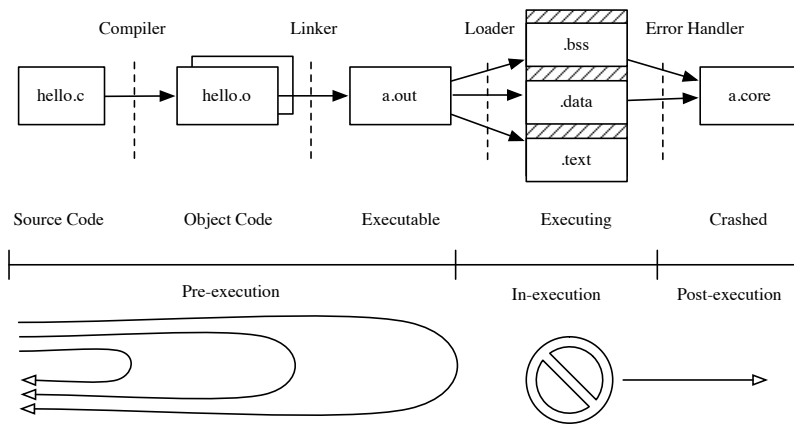 Compiler
Linker
Loader
Error Handler
hello.c
hello.o
a.out
.bss
.data
.text
a.core
Source Code
Object Code
Executable
Executing
Crashed
Pre-execution
In-execution
Post-execution